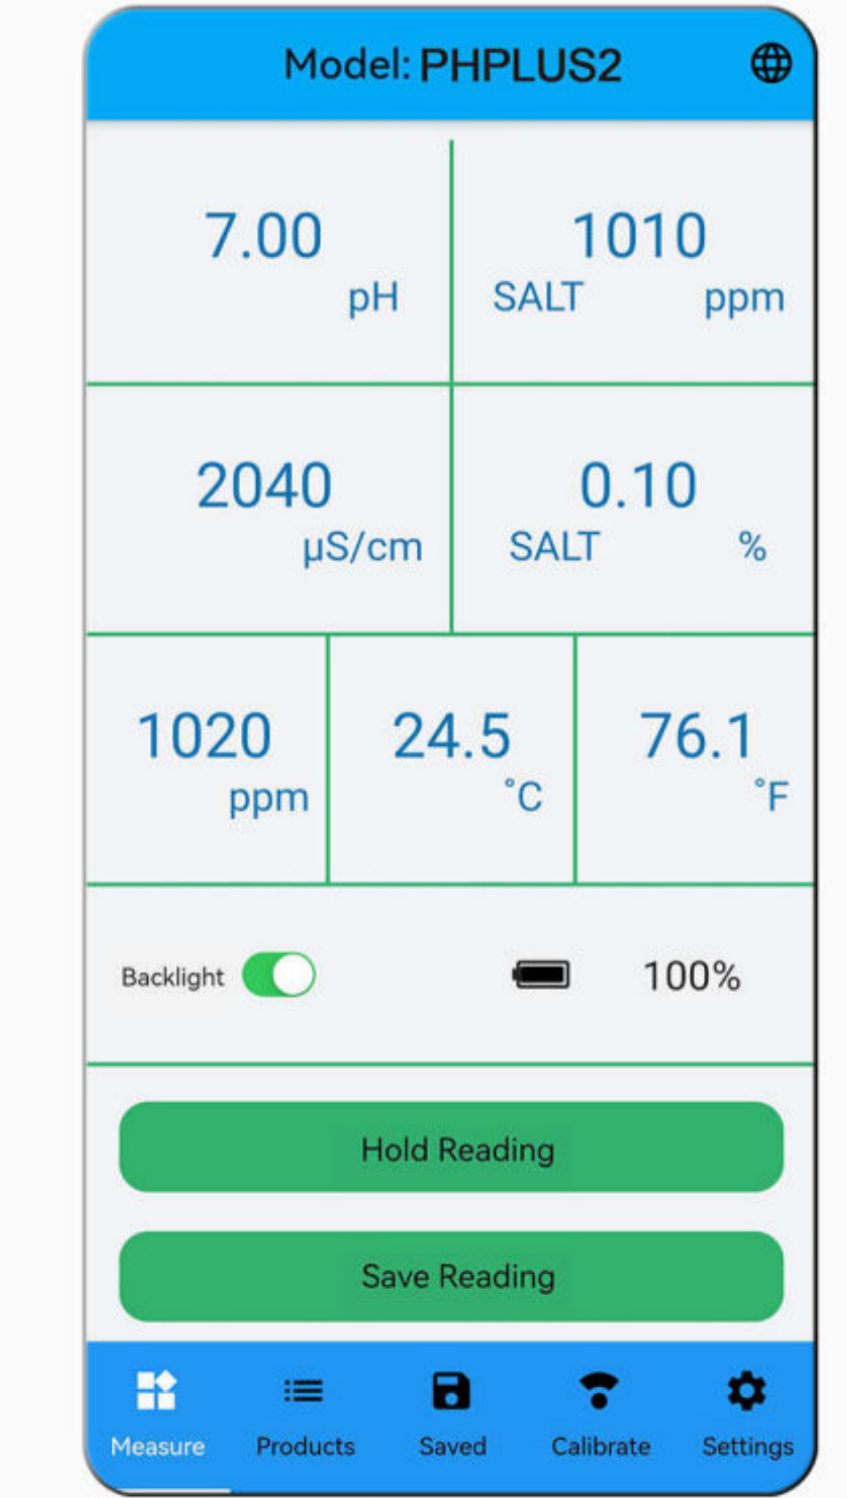 Model: PHPLUS2
7.00
pH
1010
SALT ppm
2040
µS/cm
0.10
SALT %
1020
ppm
24.5
°C
76.1
°F
Backlight
100%
Hold Reading
Save Reading
Measure
Products
Saved
Calibrate
Settings